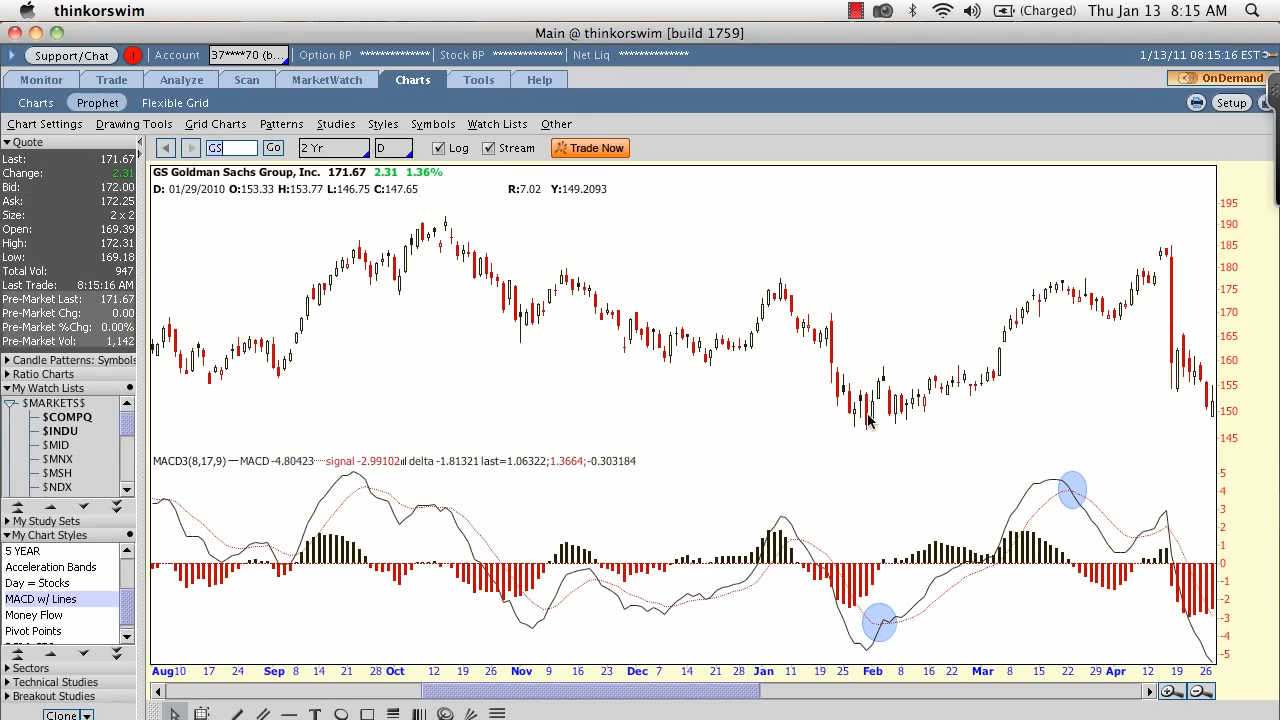 thinkorswim (Charged) Thu Jan 13 8:15 AM
Main @ thinkorswim [build 1759]
Support/Chat ! Account 37****70 (b... Option BP ************** Stock BP ************** Net Liq ************** 1/13/11 08:15:16 EST
Monitor Trade Analyze Scan MarketWatch Charts Tools Help OnDemand
Charts Prophet Flexible Grid Setup
Chart Settings Drawing Tools Grid Charts Patterns Studies Styles Symbols Watch Lists Other
GS Go 2 Yr D Log Stream Trade Now
Quote
Last: 171.67
Change: 2.31
Bid: 172.00
Ask: 172.25
Size: 2 x 2
Open: 169.39
High: 172.31
Low: 169.18
Total Vol: 947
Last Trade: 8:15:16 AM
Pre-Market Last: 171.67
Pre-Market Chg: 0.00
Pre-Market %Chg: 0.00%
Pre-Market Vol: 1,142
Candle Patterns: Symbols
Ratio Charts
My Watch Lists
$MARKETS$
$COMPQ
$INDU
$MID
$MNX
$MSH
$NDX
My Study Sets
My Chart Styles
5 YEAR
Acceleration Bands
Day = Stocks
MACD w/ Lines
Money Flow
Pivot Points
Sectors
Technical Studies
Breakout Studies
Clone
GS Goldman Sachs Group, Inc. 171.67 2.31 1.36%
D: 01/29/2010 O:153.33 H:153.77 L:146.75 C:147.65 R:7.02 Y:149.2093
195
190
185
180
175
170
165
160
155
150
145
MACD3(8,17,9) MACD -4.80423 signal -2.99102 delta -1.81321 last=1.06322;1.3664;-0.303184
5
4
3
2
1
0
-1
-2
-3
-4
-5
Aug 10 17 24 Sep 8 14 21 28 Oct 12 19 26 Nov 9 16 23 Dec 7 14 21 28 Jan 11 19 25 Feb 8 16 22 Mar 8 15 22 29 Apr 12 19 26
T